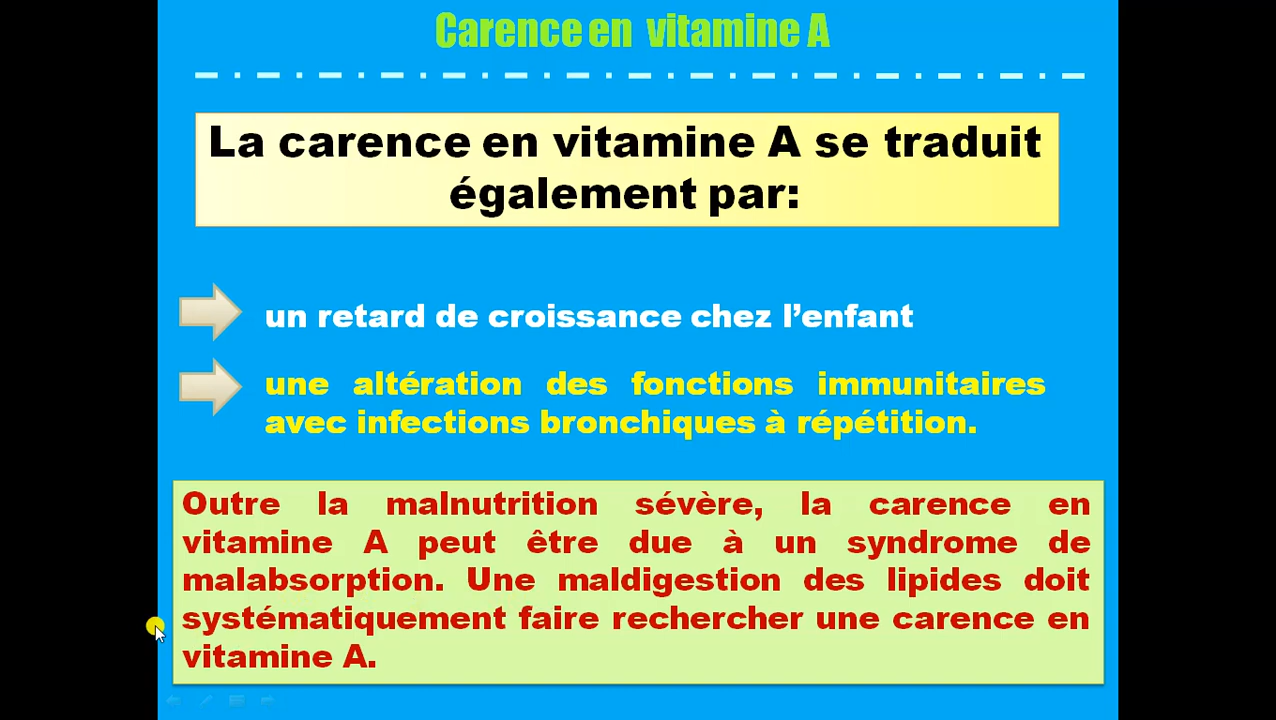 Carence en vitamine A
La carence en vitamine A se traduit
également par:
un retard de croissance chez l’enfant
une altération des fonctions immunitaires
avec infections bronchiques à répétition.
Outre la malnutrition sévère, la carence en
vitamine A peut être due à un syndrome de
malabsorption. Une maldigestion des lipides doit
systématiquement faire rechercher une carence en
vitamine A.